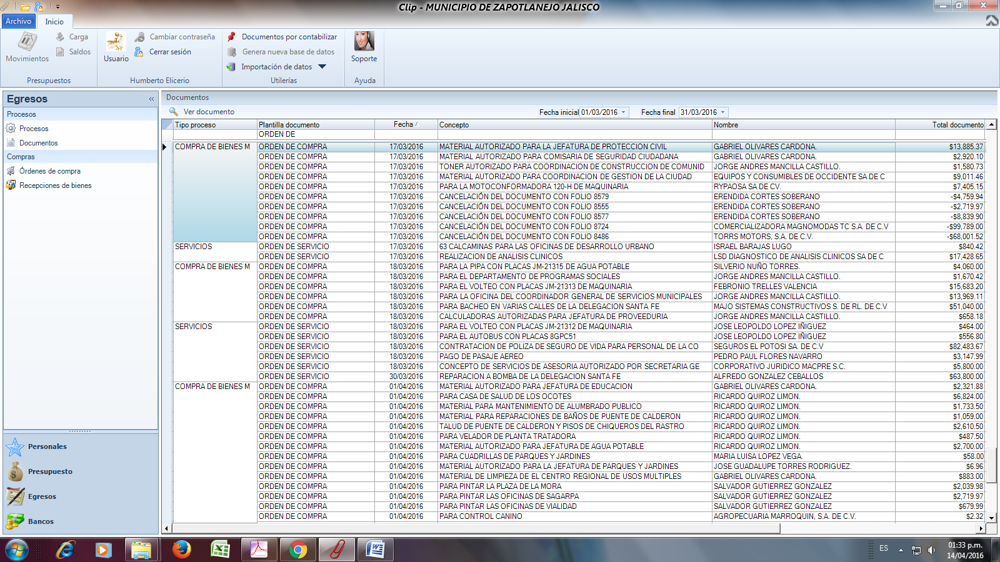 Clip - MUNICIPIO DE ZAPOTLANEJO JALISCO
Archivo Inicio
Movimientos
Carga
Saldos
Presupuestos
Usuario
Cambiar contraseña
Cerrar sesión
Humberto Elicerio
Documentos por contabilizar
Genera nueva base de datos
Importación de datos
Utilerías
Soporte
Ayuda
Egresos «
Procesos
Procesos
Documentos
Compras
Órdenes de compra
Recepciones de bienes
Personales
Presupuesto
Egresos
Bancos
Documentos
Ver documento Fecha inicial 01/03/2016 Fecha final 31/03/2016
Tipo proceso Plantilla documento Fecha Concepto Nombre Total documento
ORDEN DE
COMPRA DE BIENES M ORDEN DE COMPRA 17/03/2016 MATERIAL AUTORIZADO PARA LA JEFATURA DE PROTECCION CIVIL GABRIEL OLIVARES CARDONA. $13,885.37
ORDEN DE COMPRA 17/03/2016 MATERIAL AUTORIZADO PARA COMISARIA DE SEGURIDAD CIUDADANA GABRIEL OLIVARES CARDONA. $2,920.10
ORDEN DE COMPRA 17/03/2016 TONER AUTORIZADO PARA COORDINACION DE CONSTRUCCION DE COMUNID JORGE ANDRES MANCILLA CASTILLO. $1,580.73
ORDEN DE COMPRA 17/03/2016 MATERIAL AUTORIZADO PARA COORDINACION DE GESTION DE LA CIUDAD EQUIPOS Y CONSUMIBLES DE OCCIDENTE SA DE C $9,011.46
ORDEN DE COMPRA 17/03/2016 PARA LA MOTOCONFORMADORA 120-H DE MAQUINARIA RYPAOSA SA DE CV. $7,405.15
ORDEN DE COMPRA 17/03/2016 CANCELACIÓN DEL DOCUMENTO CON FOLIO 8579 ERENDIDA CORTES SOBERANO -$4,759.94
ORDEN DE COMPRA 17/03/2016 CANCELACIÓN DEL DOCUMENTO CON FOLIO 8555 ERENDIDA CORTES SOBERANO -$2,719.97
ORDEN DE COMPRA 17/03/2016 CANCELACIÓN DEL DOCUMENTO CON FOLIO 8577 ERENDIDA CORTES SOBERANO -$8,839.90
ORDEN DE COMPRA 17/03/2016 CANCELACIÓN DEL DOCUMENTO CON FOLIO 8724 COMERCIALIZADORA MAGNOMODAS TC S.A. DE C.V -$99,789.00
ORDEN DE COMPRA 17/03/2016 CANCELACIÓN DEL DOCUMENTO CON FOLIO 8486 TORRS MOTORS, S.A. DE C.V. -$68,001.52
SERVICIOS ORDEN DE SERVICIO 17/03/2016 63 CALCAMINAS PARA LAS OFICINAS DE DESARROLLO URBANO ISRAEL BARAJAS LUGO $840.42
ORDEN DE SERVICIO 17/03/2016 REALIZACION DE ANALISIS CLINICOS LSD DIAGNOSTICO DE ANALISIS CLINICOS SA DE C $17,428.65
COMPRA DE BIENES M ORDEN DE COMPRA 18/03/2016 PARA LA PIPA CON PLACAS JM-21315 DE AGUA POTABLE SILVERIO NUÑO TORRES. $4,060.00
ORDEN DE COMPRA 18/03/2016 PARA EL DEPARTAMENTO DE PROGRAMAS SOCIALES JORGE ANDRES MANCILLA CASTILLO. $1,670.42
ORDEN DE COMPRA 18/03/2016 PARA EL VOLTEO CON PLACAS JM-21313 DE MAQUINARIA FEBRONIO TRELLES VALENCIA $15,683.20
ORDEN DE COMPRA 18/03/2016 PARA LA OFICINA DEL COORDINADOR GENERAL DE SERVICIOS MUNICIPALES JORGE ANDRES MANCILLA CASTILLO. $13,969.11
ORDEN DE COMPRA 18/03/2016 PARA BACHEO EN VARIAS CALLES DE LA DELEGACION SANTA FE MAJO SISTEMAS CONSTRUCTIVOS S. DE RL. DE C.V $51,040.00
ORDEN DE COMPRA 18/03/2016 CALCULADORAS AUTORIZADAS PARA JEFATURA DE PROVEEDURIA JORGE ANDRES MANCILLA CASTILLO. $658.18
SERVICIOS ORDEN DE SERVICIO 18/03/2016 PARA EL VOLTEO CON PLACAS JM-21312 DE MAQUINARIA JOSE LEOPOLDO LOPEZ IÑIGUEZ $464.00
ORDEN DE SERVICIO 18/03/2016 PARA EL AUTOBUS CON PLACAS 8GPC51 JOSE LEOPOLDO LOPEZ IÑIGUEZ $556.80
ORDEN DE SERVICIO 18/03/2016 CONTRATACION DE POLIZA DE SEGURO DE VIDA PARA PERSONAL DE LA CO SEGUROS EL POTOSI SA. DE C.V $82,483.67
ORDEN DE SERVICIO 18/03/2016 PAGO DE PASAJE AEREO PEDRO PAUL FLORES NAVARRO $3,147.99
ORDEN DE SERVICIO 18/03/2016 CONCEPTO DE SERVICIOS DE ASESORIA AUTORIZADO POR SECRETARIA GE CORPORATIVO JURIDICO MACPRE S.C. $5,800.00
ORDEN DE SERVICIO 30/03/2016 REPARACION A BOMBA DE LA DELEGACION SANTA FE ALFREDO GONZALEZ CEBALLOS $63,800.00
COMPRA DE BIENES M ORDEN DE COMPRA 01/04/2016 MATERIAL AUTORIZADO PARA JEFATURA DE EDUCACION GABRIEL OLIVARES CARDONA. $2,321.88
ORDEN DE COMPRA 01/04/2016 PARA CASA DE SALUD DE LOS OCOTES RICARDO QUIROZ LIMON. $6,824.00
ORDEN DE COMPRA 01/04/2016 MATERIAL PARA MANTENIMIENTO DE ALUMBRADO PUBLICO RICARDO QUIROZ LIMON. $1,733.50
ORDEN DE COMPRA 01/04/2016 MATERIAL PARA REPARACIONES DE BAÑOS DE PUENTE DE CALDERON RICARDO QUIROZ LIMON. $1,059.00
ORDEN DE COMPRA 01/04/2016 TALUD DE PUENTE DE CALDERON Y PISOS DE CHIQUEROS DEL RASTRO RICARDO QUIROZ LIMON. $2,610.50
ORDEN DE COMPRA 01/04/2016 PARA VELADOR DE PLANTA TRATADORA RICARDO QUIROZ LIMON. $487.50
ORDEN DE COMPRA 01/04/2016 MATERIAL AUTORIZADO PARA JEFATURA DE AGUA POTABLE RICARDO QUIROZ LIMON. $2,700.00
ORDEN DE COMPRA 01/04/2016 PARA CUADRILLAS DE PARQUES Y JARDINES MARIA LUISA LOPEZ VEGA. $58.00
ORDEN DE COMPRA 01/04/2016 MATERIAL AUTORIZADO PARA LA JEFATURA DE PARQUES Y JARDINES JOSE GUADALUPE TORRES RODRIGUEZ. $6.96
ORDEN DE COMPRA 01/04/2016 MATERIAL DE LIMPIEZA DE EL CENTRO REGIONAL DE USOS MULTIPLES GABRIEL OLIVARES CARDONA. $883.00
ORDEN DE COMPRA 01/04/2016 PARA PINTAR LA PLAZA DE LA MORA SALVADOR GUTIERREZ GONZALEZ $2,039.98
ORDEN DE COMPRA 01/04/2016 PARA PINTAR LAS OFICINAS DE SAGARPA SALVADOR GUTIERREZ GONZALEZ $2,719.97
ORDEN DE COMPRA 01/04/2016 PARA PINTAR LAS OFICINAS DE VIALIDAD SALVADOR GUTIERREZ GONZALEZ $679.99
ORDEN DE COMPRA 01/04/2016 PARA CONTROL CANINO AGROPECUARIA MARROQUIN, S.A. DE C.V. $2.32
ES
01:33 p.m.
14/04/2016